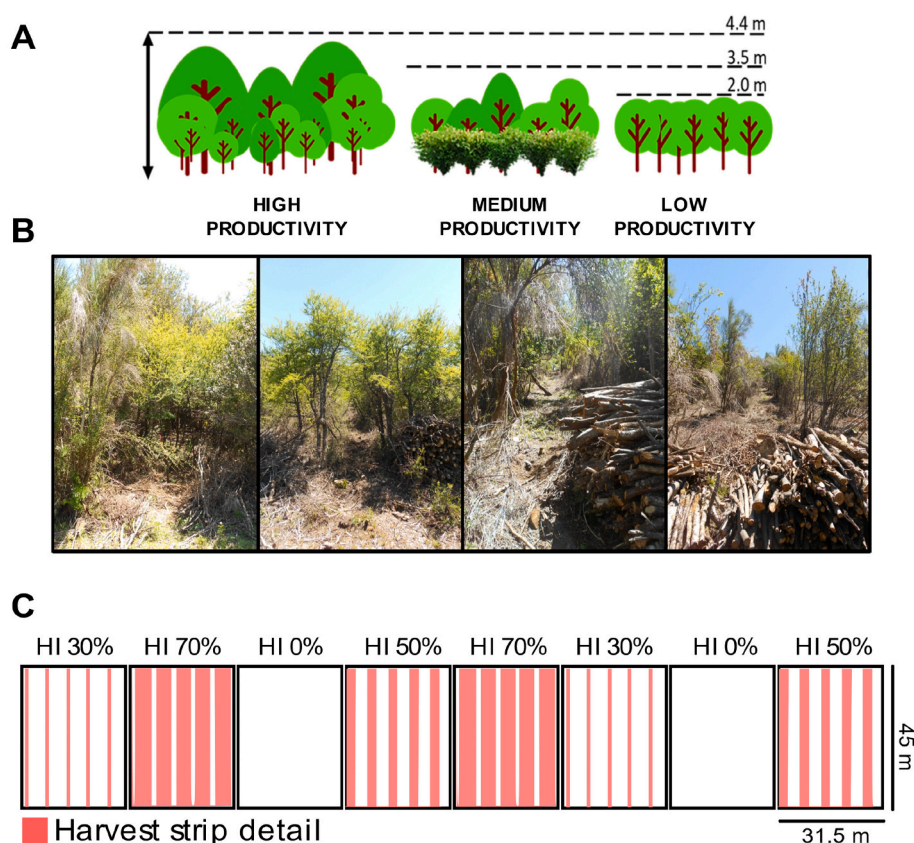 A
4.4 m
3.5 m
2.0 m
HIGH
PRODUCTIVITY
MEDIUM
PRODUCTIVITY
LOW
PRODUCTIVITY
B
C
HI 30%
HI 70%
HI 0%
HI 50%
HI 70%
HI 30%
HI 0%
HI 50%
45 m
Harvest strip detail
31.5 m